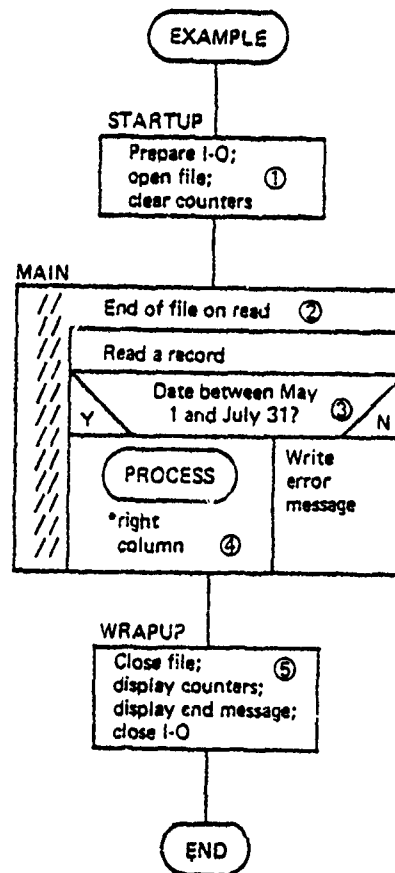 EXAMPLE
STARTUP
Prepare I-O;
open file; ①
clear counters
MAIN
End of file on read ②
Read a record
Date between May
1 and July 31? ③
Y
N
PROCESS
*right
column ④
Write
error
message
WRAPU?
Close file; ⑤
display counters;
display end message;
close I-O
END